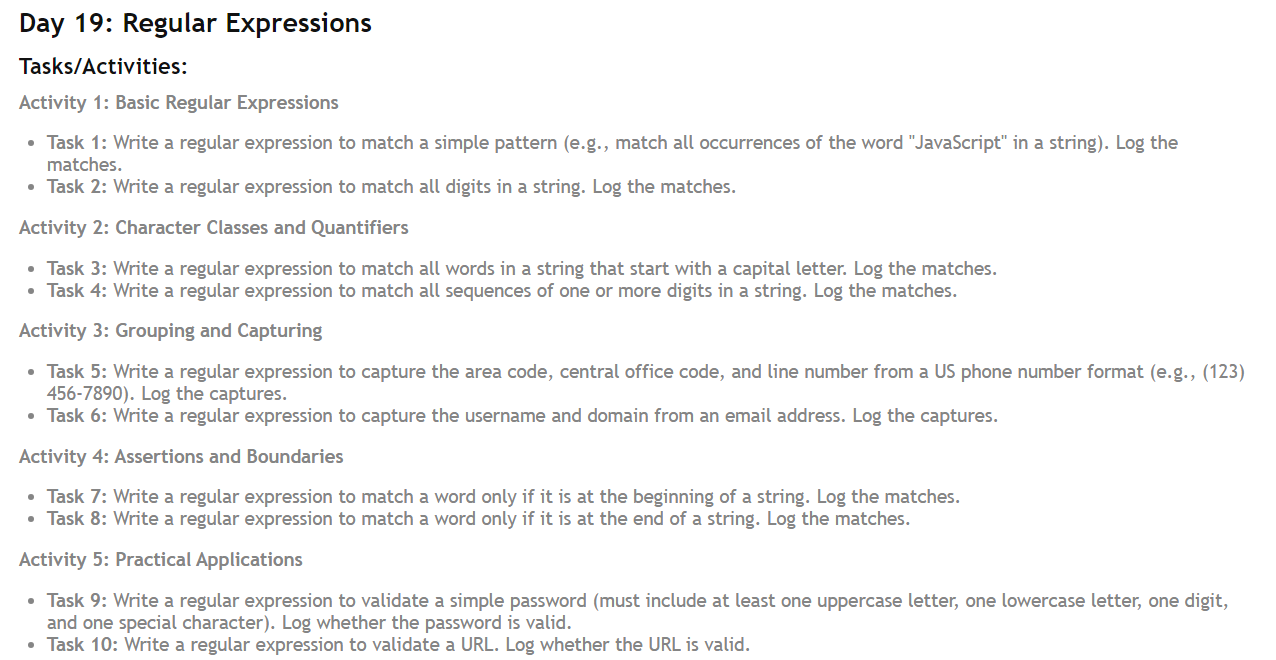 Day 19: Regular Expressions
Tasks/Activities:
Activity 1: Basic Regular Expressions
• Task 1: Write a regular expression to match a simple pattern (e.g., match all occurrences of the word "JavaScript" in a string). Log the
matches.
• Task 2: Write a regular expression to match all digits in a string. Log the matches.
Activity 2: Character Classes and Quantifiers
• Task 3: Write a regular expression to match all words in a string that start with a capital letter. Log the matches.
• Task 4: Write a regular expression to match all sequences of one or more digits in a string. Log the matches.
Activity 3: Grouping and Capturing
• Task 5: Write a regular expression to capture the area code, central office code, and line number from a US phone number format (e.g., (123)
456-7890). Log the captures.
• Task 6: Write a regular expression to capture the username and domain from an email address. Log the captures.
Activity 4: Assertions and Boundaries
• Task 7: Write a regular expression to match a word only if it is at the beginning of a string. Log the matches.
• Task 8: Write a regular expression to match a word only if it is at the end of a string. Log the matches.
Activity 5: Practical Applications
• Task 9: Write a regular expression to validate a simple password (must include at least one uppercase letter, one lowercase letter, one digit,
and one special character). Log whether the password is valid.
• Task 10: Write a regular expression to validate a URL. Log whether the URL is valid.